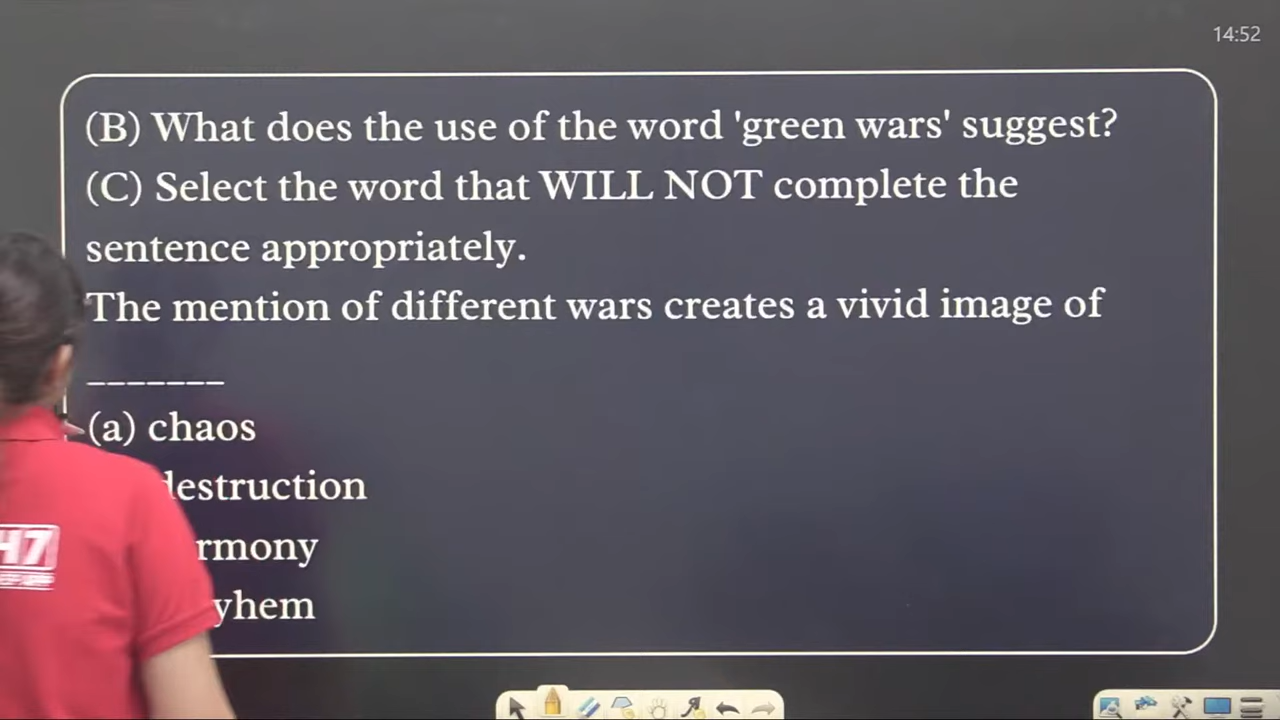 14:52
(B) What does the use of the word 'green wars' suggest?
(C) Select the word that WILL NOT complete the
sentence appropriately.
The mention of different wars creates a vivid image of
_______
(a) chaos
destruction
rmony
yhem
47